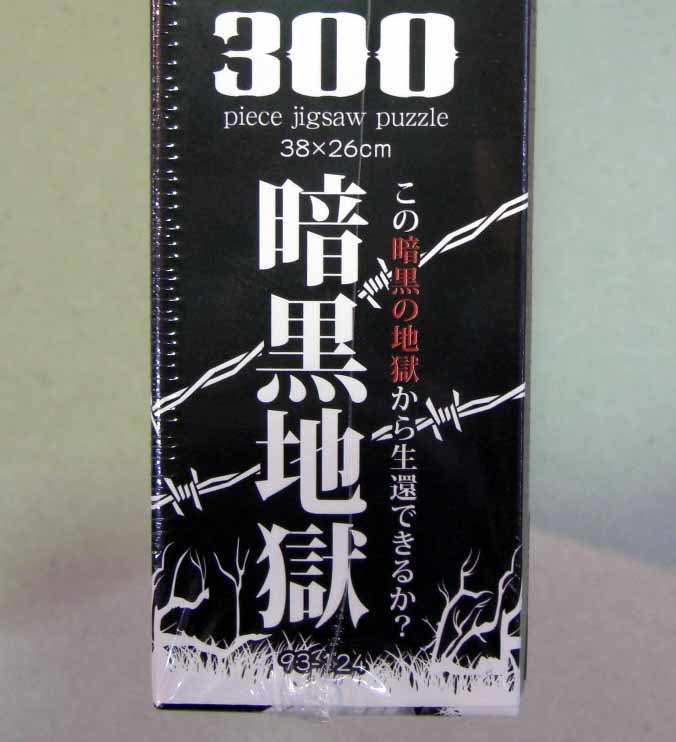 300
piece jigsaw puzzle
38×26cm
暗黒地獄
この暗黒の地獄から生還できるか?
93-124